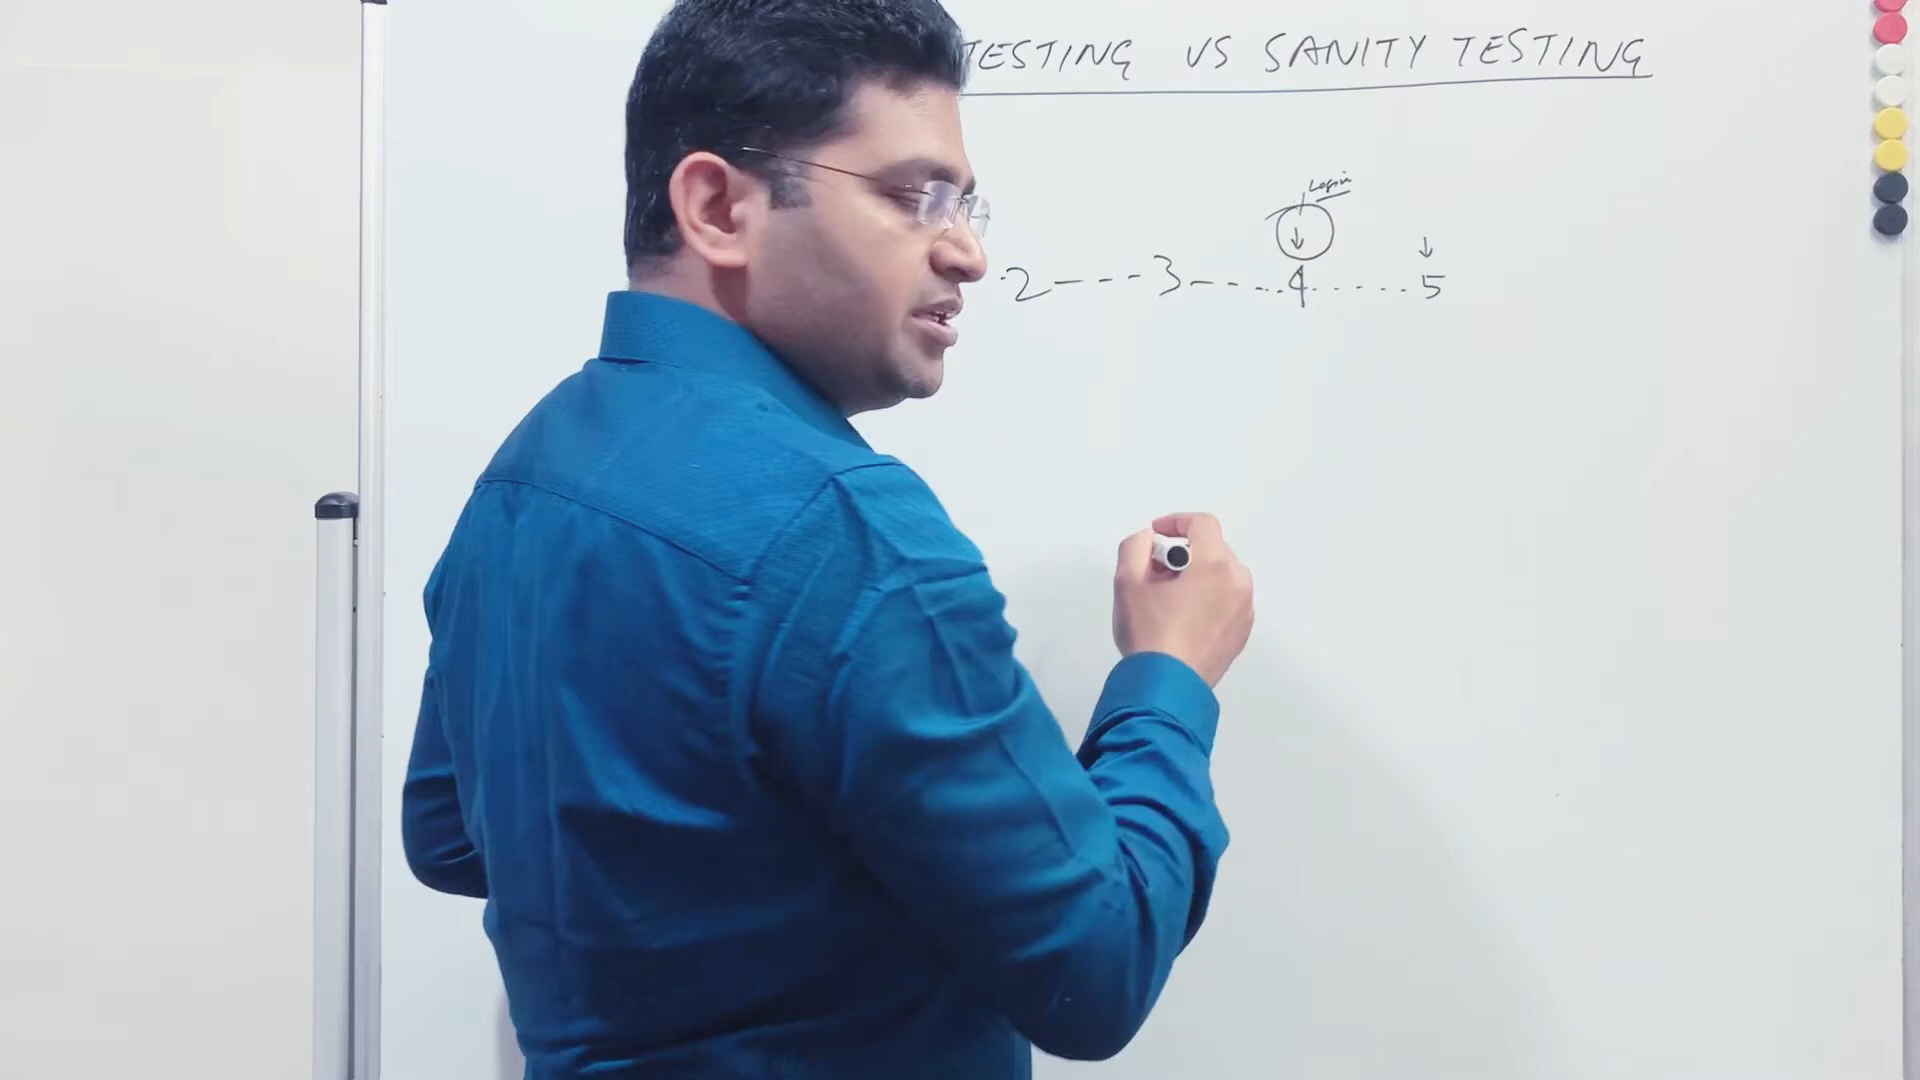 TESTING VS SANITY TESTING
Login
2---3---....4.....5